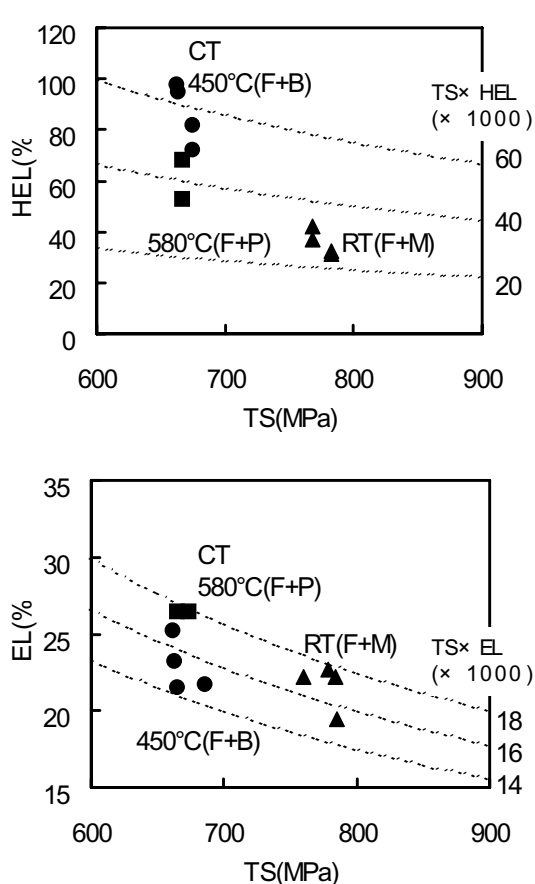 120
100
80
60
40
20
0
HEL(%
CT
450°C(F+B)
580°C(F+P)
RT(F+M)
TS× HEL
(× 1000)
60
40
20
600 700 800 900
TS(MPa)
35
30
25
20
15
EL(%
CT
580°C(F+P)
RT(F+M)
450°C(F+B)
TS× EL
(× 1000)
18
16
14
600 700 800 900
TS(MPa)